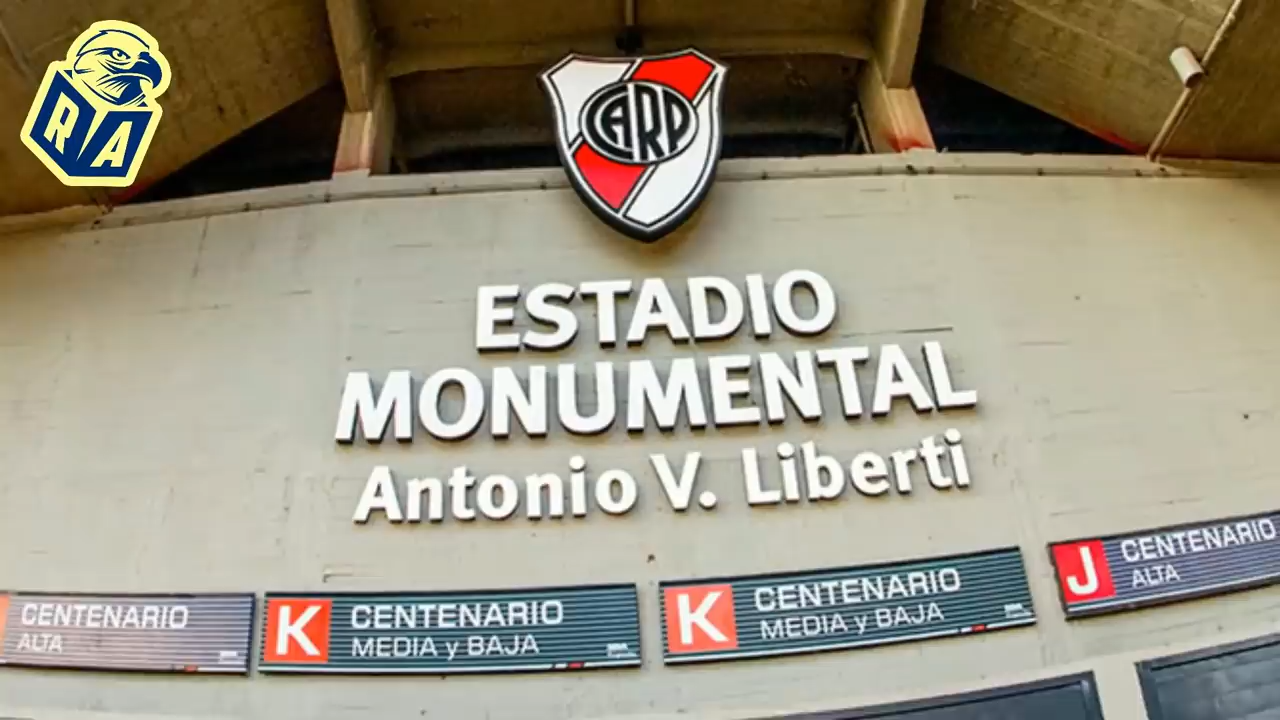 RA
CARP
ESTADIO
MONUMENTAL
Antonio V. Liberti
CENTENARIO
ALTA
K CENTENARIO
MEDIA y BAJA
K CENTENARIO
MEDIA y BAJA
J CENTENARIO
ALTA